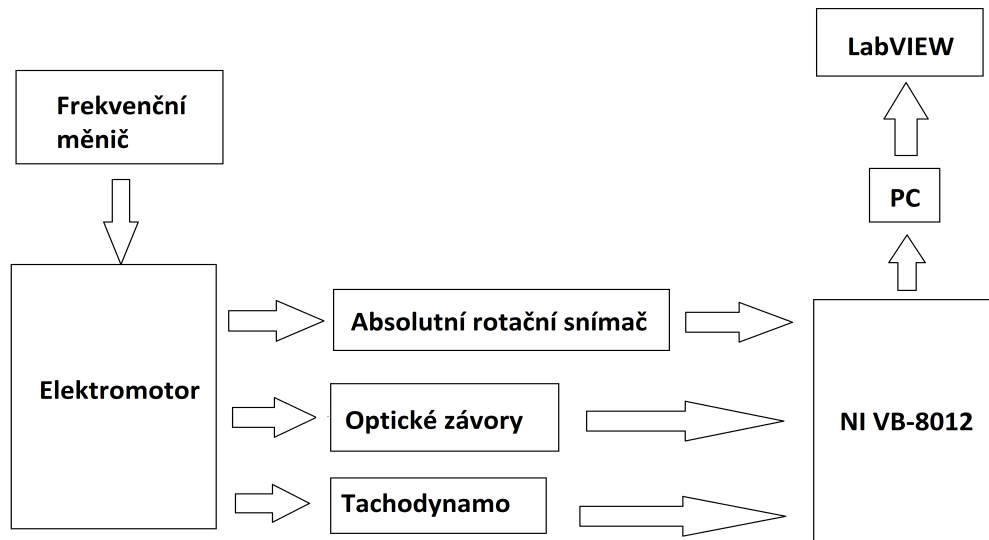 LabVIEW
Frekvenční
měnič
PC
Absolutní rotační snímač
Elektromotor
Optické závory
NI VB-8012
Tachodynamo